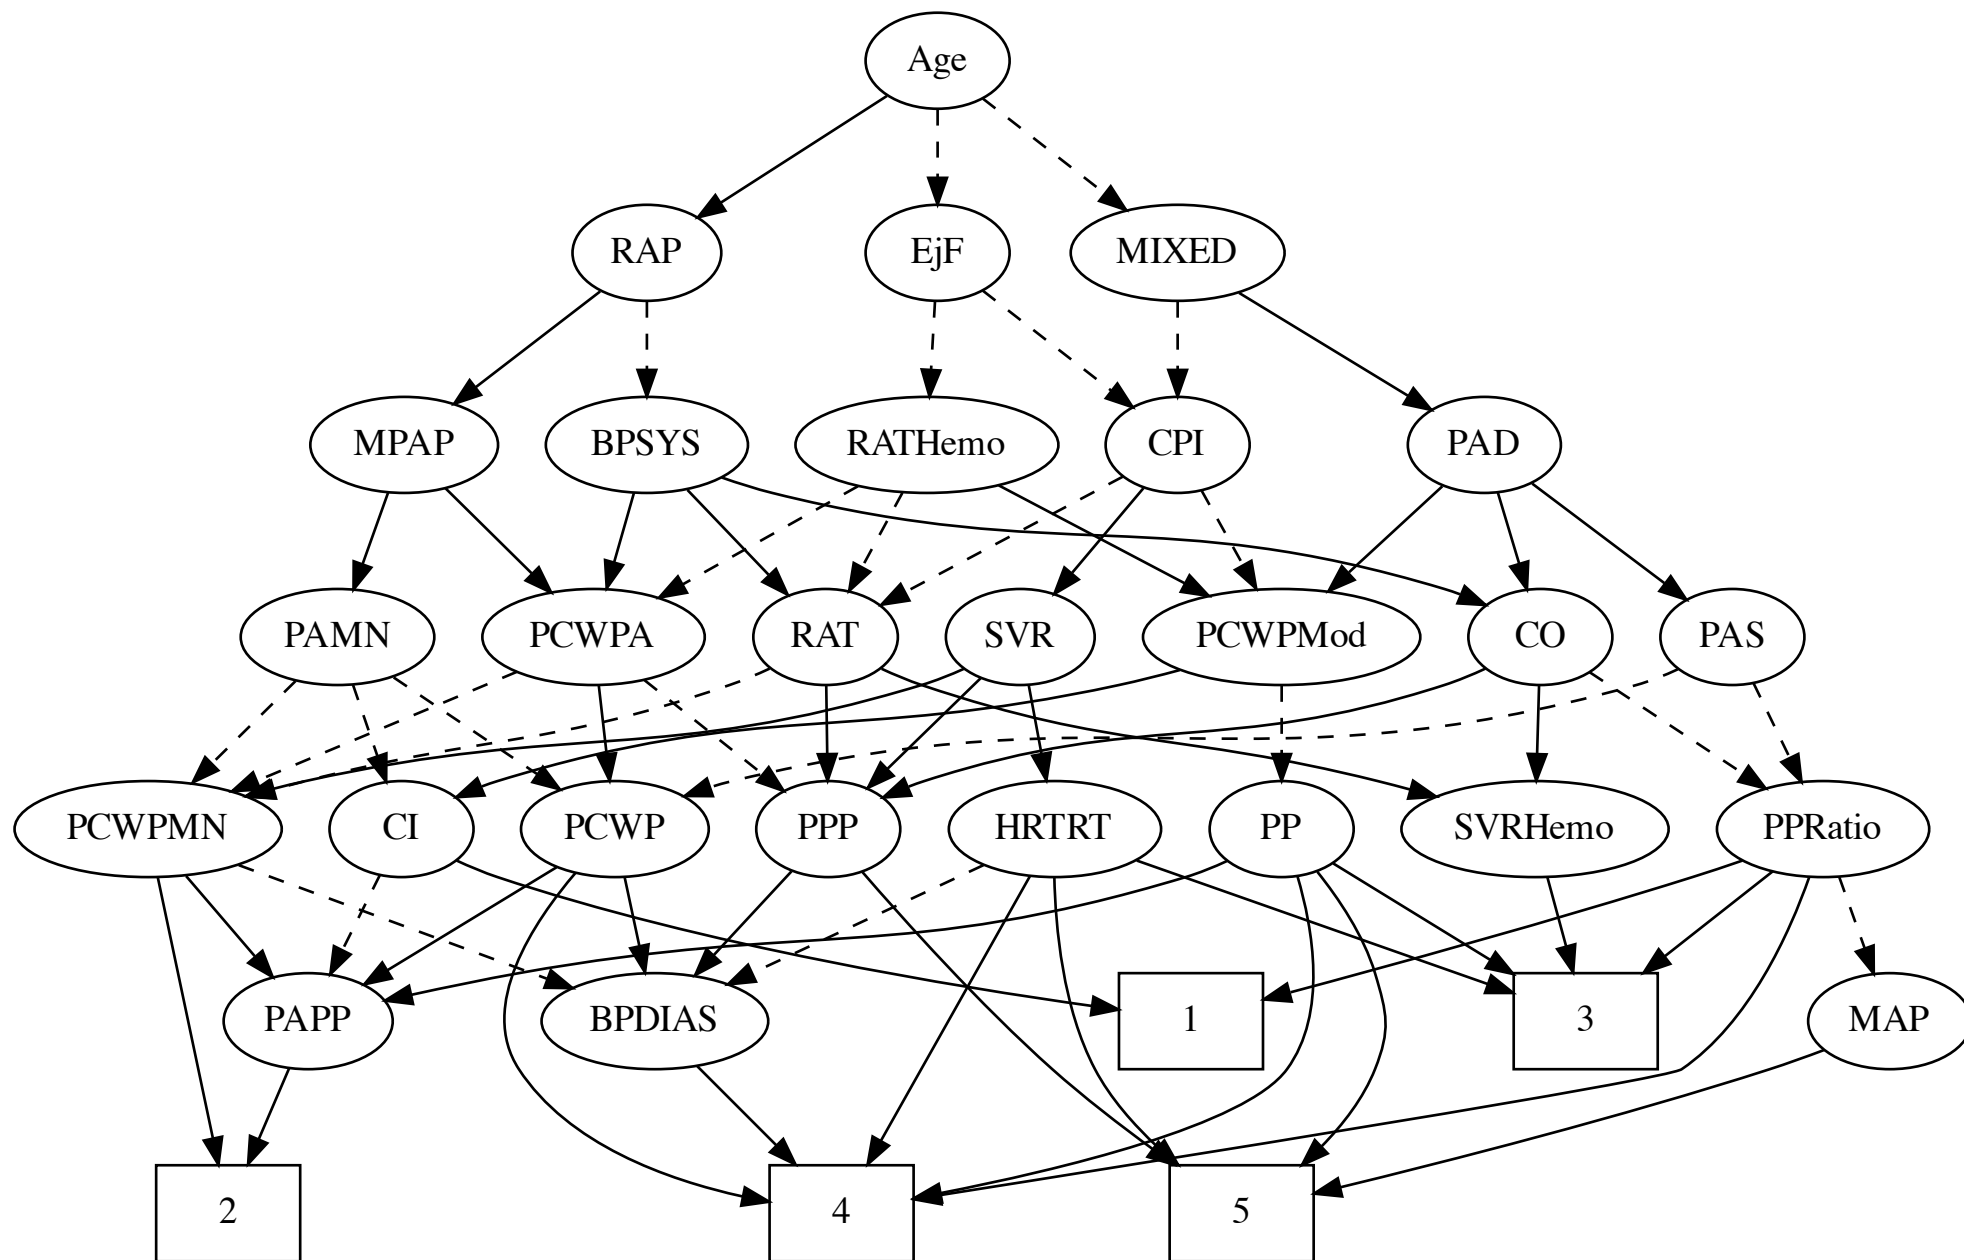 Age
RAP
EjF
MIXED
MPAP
BPSYS
RATHemo
CPI
PAD
PAMN
PCWPA
RAT
SVR
PCWPMod
CO
PAS
PCWPMN
CI
PCWP
PPP
HRTRT
PP
SVRHemo
PPRatio
PAPP
BPDIAS
1
3
MAP
2
4
5